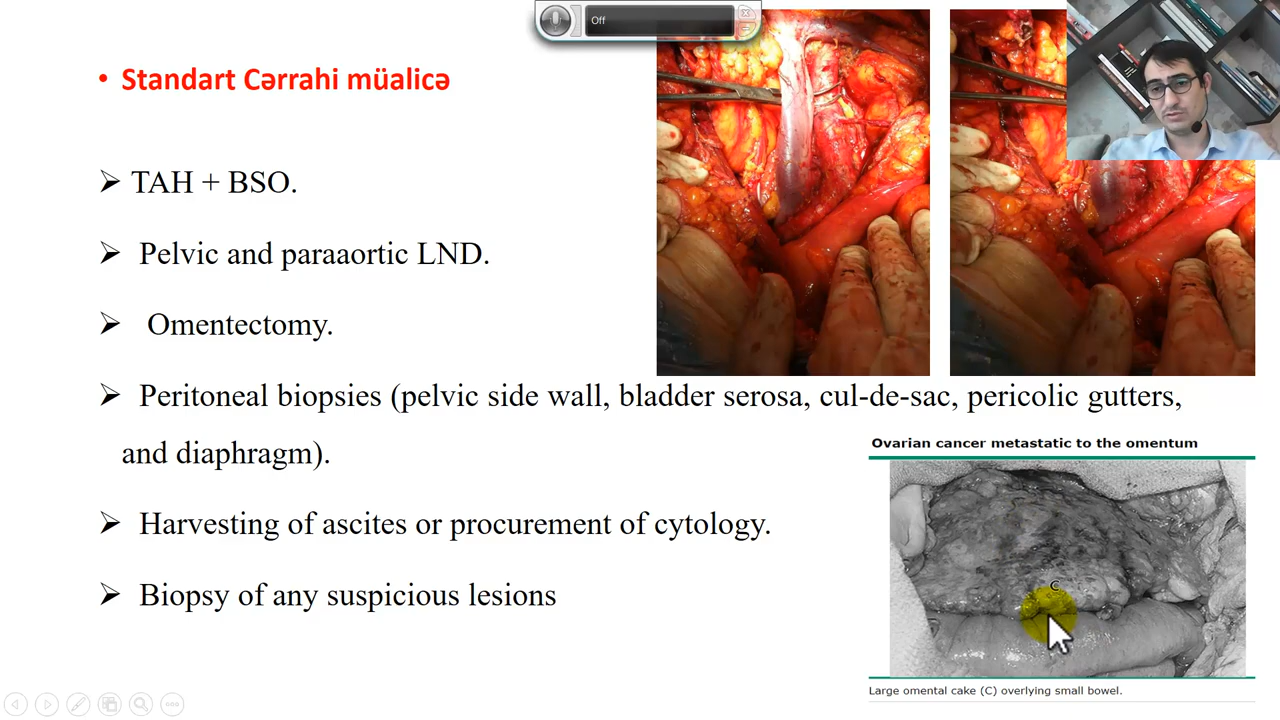 Off
• Standart Cərrahi müalicə
➢ TAH + BSO.
➢ Pelvic and paraaortic LND.
➢ Omentectomy.
➢ Peritoneal biopsies (pelvic side wall, bladder serosa, cul-de-sac, pericolic gutters,
and diaphragm).
➢ Harvesting of ascites or procurement of cytology.
➢ Biopsy of any suspicious lesions
Ovarian cancer metastatic to the omentum
C
Large omental cake (C) overlying small bowel.